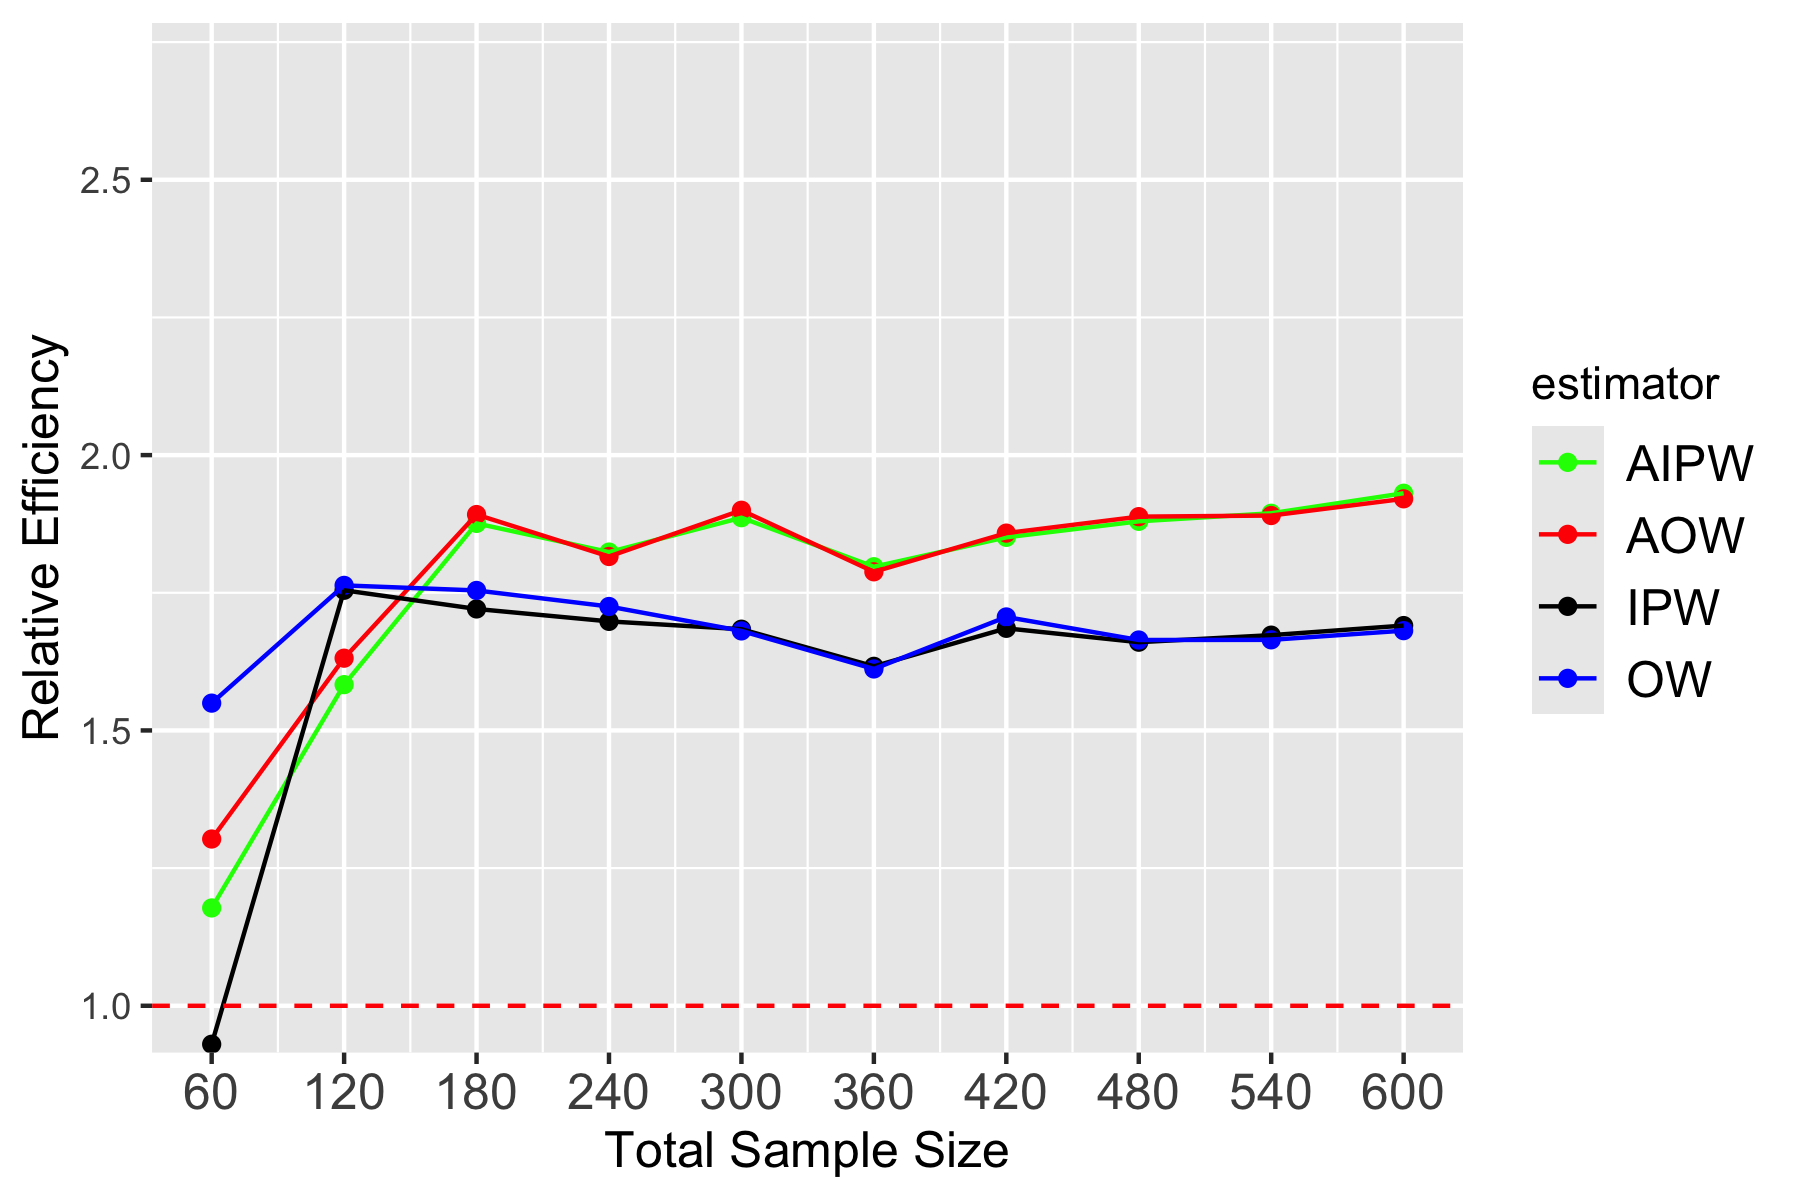 Relative Efficiency
2.5
2.0
1.5
1.0
60 120 180 240 300 360 420 480 540 600
Total Sample Size
estimator
AIPW
AOW
IPW
OW